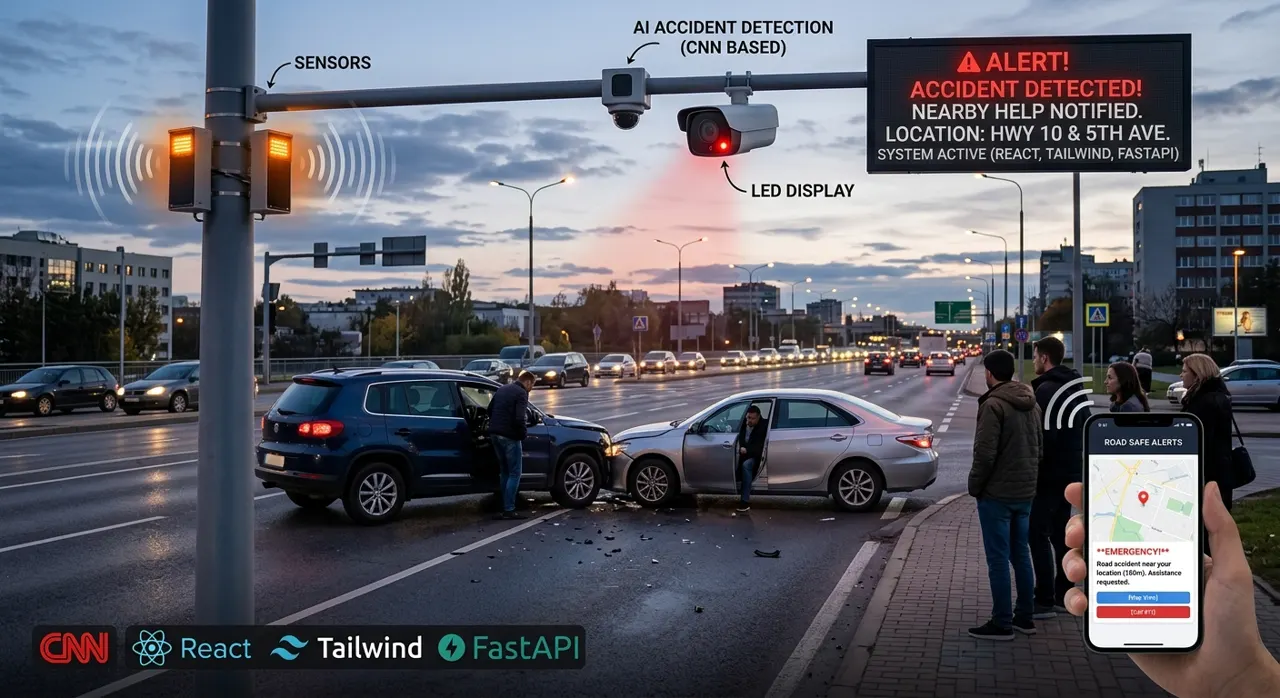 AI ACCIDENT DETECTION
(CNN BASED)
SENSORS
ALERT!
ACCIDENT DETECTED!
NEARBY HELP NOTIFIED.
LOCATION: HWY 10 & 5TH AVE.
SYSTEM ACTIVE (REACT, TAILWIND, FASTAPI)
LED DISPLAY
ROAD SAFE ALERTS
**EMERGENCY!**
Road accident near your
location (160m). Assistance
requested.
CNN
React
Tailwind
FastAPI